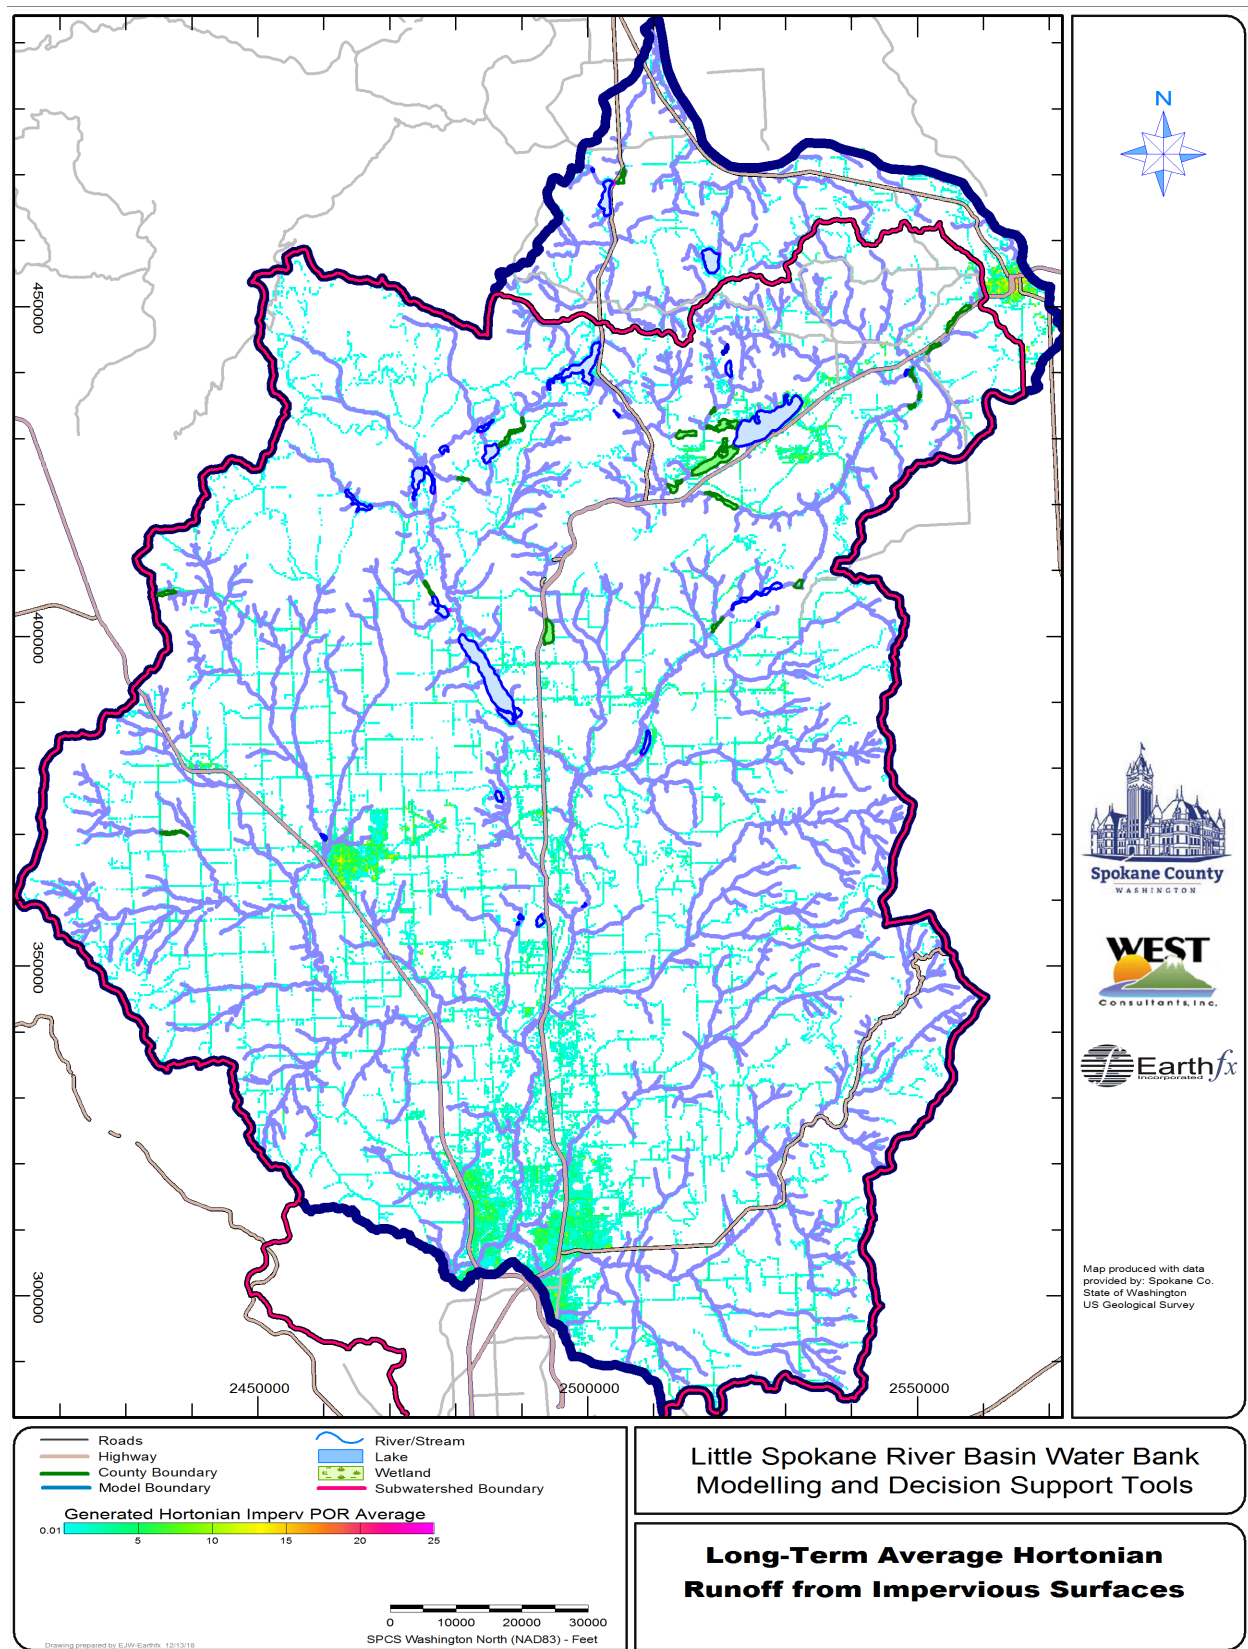 N
450000
400000
350000
300000
2450000
2500000
2550000
Spokane County
WASHINGTON
WEST
Consultants, Inc.
Earthfx
Incorporated
Map produced with data
provided by: Spokane Co.
State of Washington
US Geological Survey
Roads
Highway
County Boundary
Model Boundary
River/Stream
Lake
Wetland
Subwatershed Boundary
Generated Hortonian Imperv POR Average
0.01
5
10
15
20
25
0
10000
20000
30000
SPCS Washington North (NAD83) - Feet
Drawing prepared by EJW-Earthfx 12/13/18
Little Spokane River Basin Water Bank
Modelling and Decision Support Tools
Long-Term Average Hortonian
Runoff from Impervious Surfaces